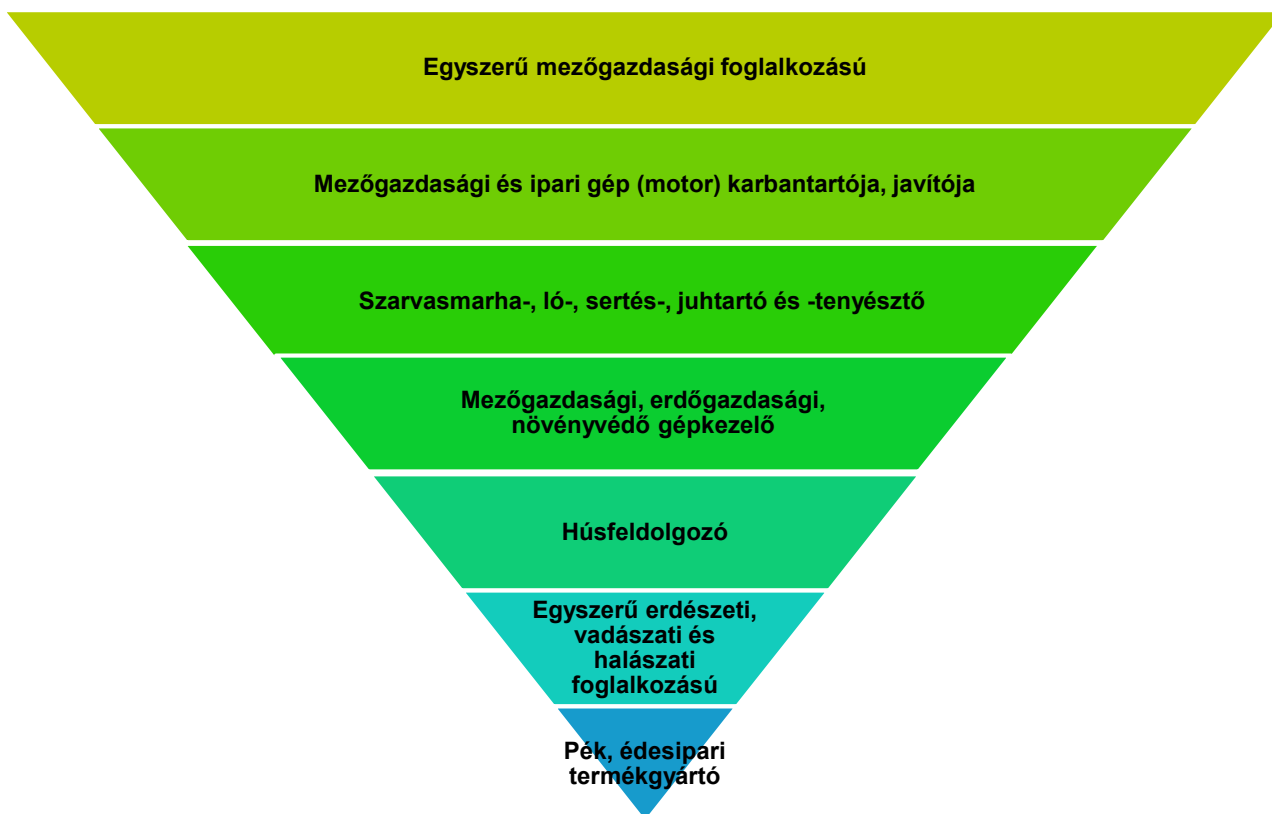 Egyszerű mezőgazdasági foglalkozású
Mezőgazdasági és ipari gép (motor) karbantartója, javítója
Szarvasmarha-, ló-, sertés-, juhtartó és -tenyésztő
Mezőgazdasági, erdőgazdasági,
növényvédő gépkezelő
Húsfeldolgozó
Egyszerű erdészeti,
vadászati és
halászati
foglalkozású
Pék, édesipari
termékgyártó